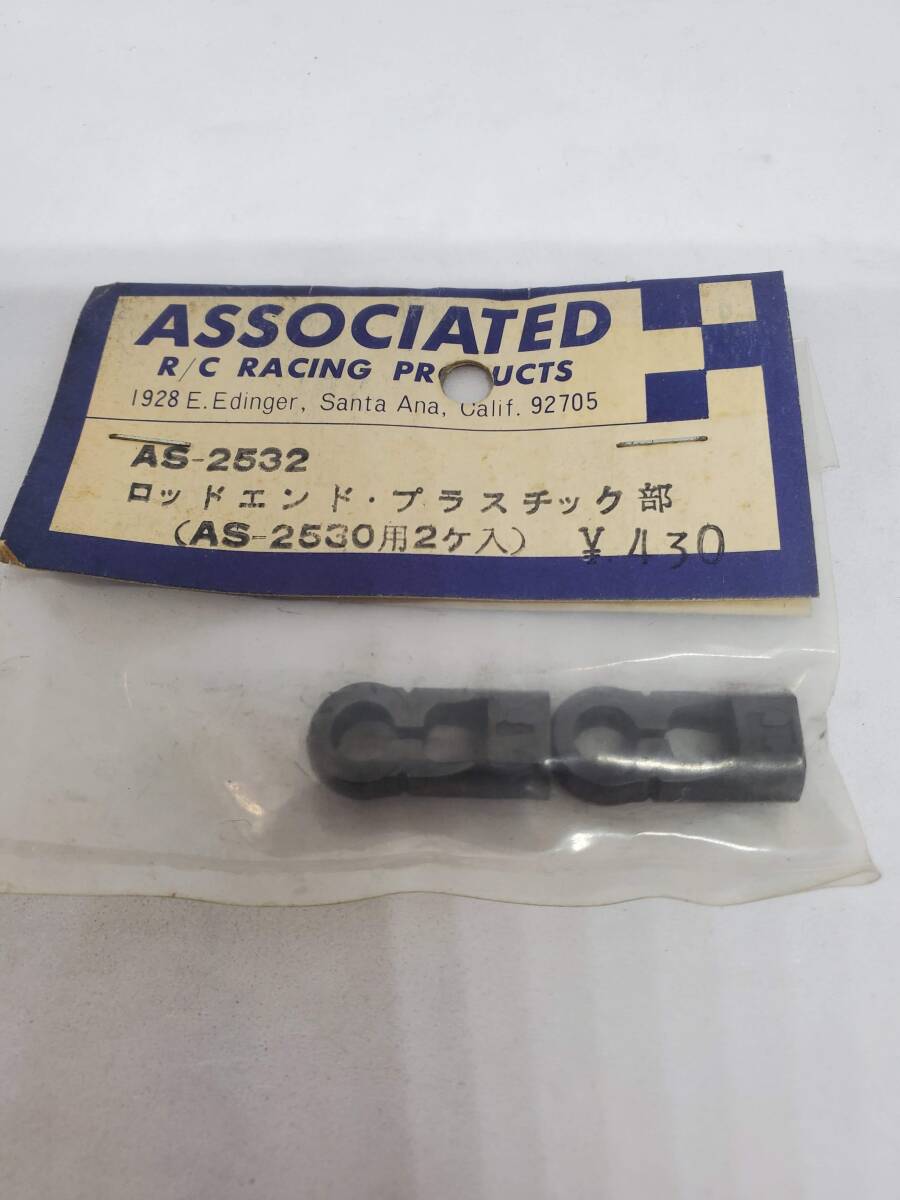 ASSOCIATED
R/C RACING PRODUCTS
1928 E. Edinger, Santa Ana, Calif. 92705
AS-2532
ロッドエンド・プラスチック部
(AS-2530用2ケ入) ¥430